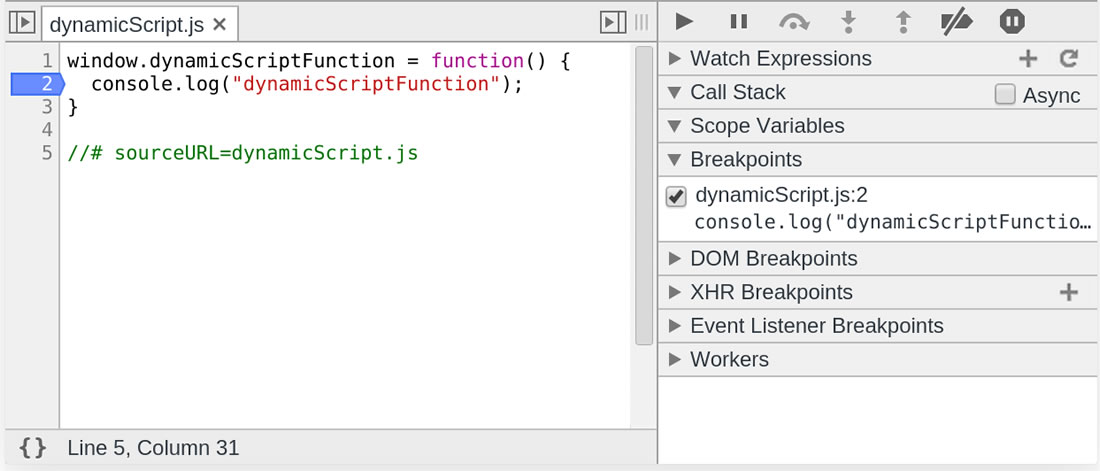 dynamicScript.js ×
1 window.dynamicScriptFunction = function() {
2   console.log("dynamicScriptFunction");
3 }
4
5 //# sourceURL=dynamicScript.js
{} Line 5, Column 31
Watch Expressions +
Call Stack Async
Scope Variables
Breakpoints
dynamicScript.js:2
console.log("dynamicScriptFunctio…
DOM Breakpoints
XHR Breakpoints +
Event Listener Breakpoints
Workers